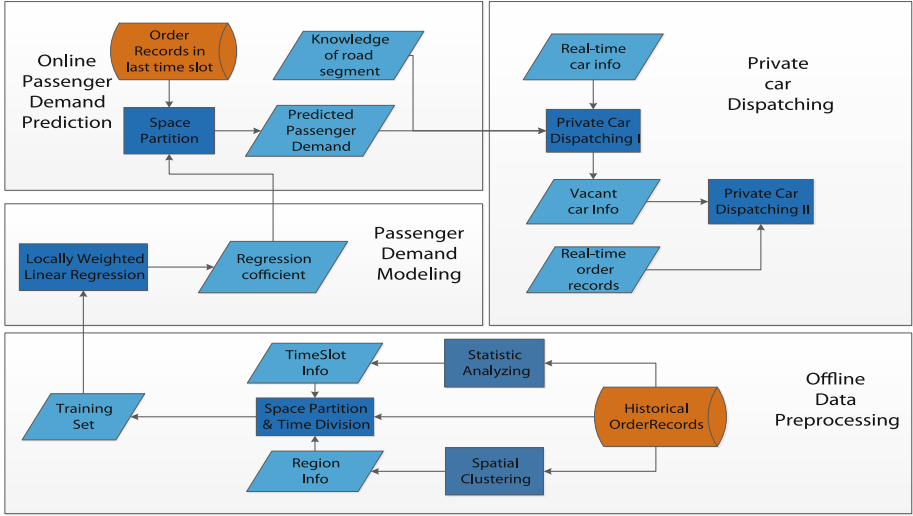 Online
Passenger
Demand
Prediction
Order
Records in
last time slot
Knowledge
of road
segment
Space
Partition
Predicted
Passenger
Demand
Real-time
car info
Private
car
Dispatching
Private Car
Dispatching I
Vacant
car Info
Private Car
Dispatching II
Real-time
order
records
Locally Weighted
Linear Regression
Regression
cofficient
Passenger
Demand
Modeling
TimeSlot
Info
Statistic
Analyzing
Training
Set
Space Partition
& Time Division
Historical
OrderRecords
Region
Info
Spatial
Clustering
Offline
Data
Preprocessing